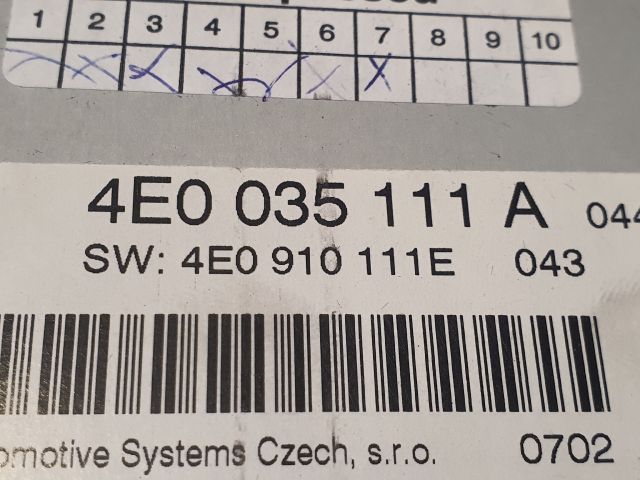 1 2 3 4 5 6 7 8 9 10
4E0 035 111 A 044
SW: 4E0 910 111E 043
omotive Systems Czech, s.r.o. 0702